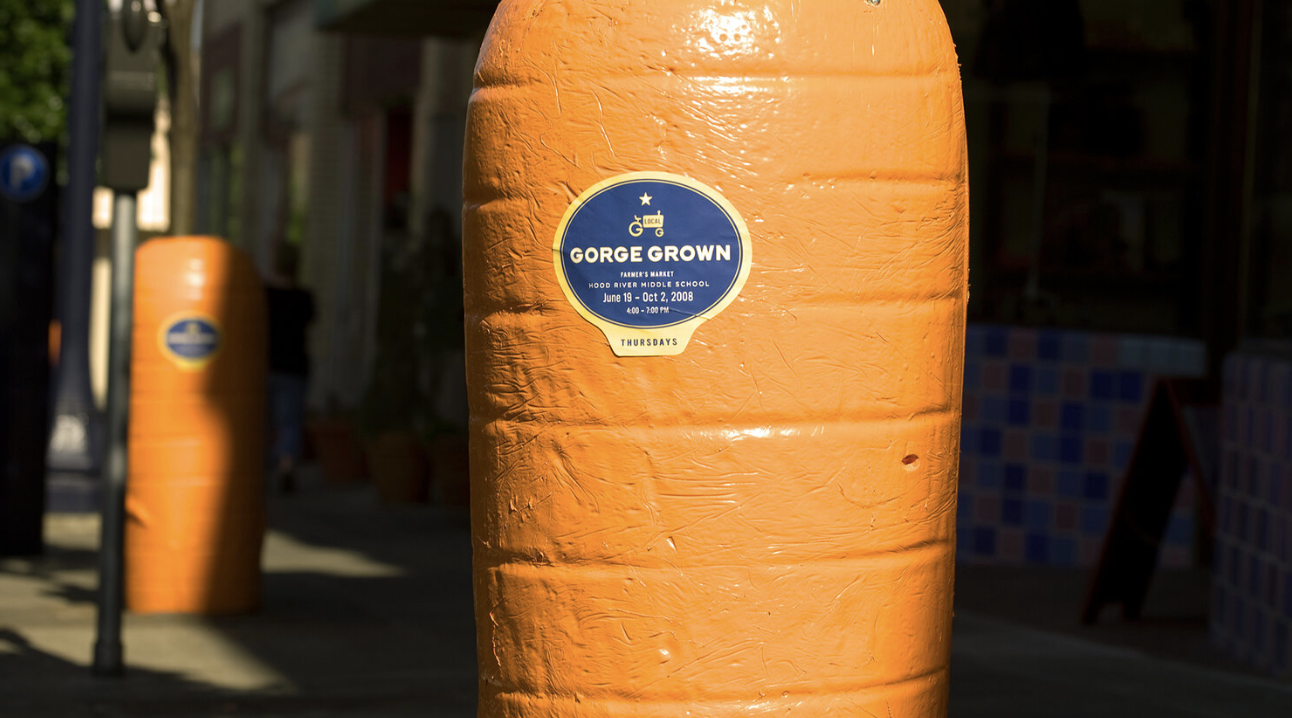 LOCAL
GORGE GROWN
FARMER'S MARKET
HOOD RIVER MIDDLE SCHOOL
June 19 - Oct 2, 2008
4:00 - 7:00 PM
THURSDAYS
P